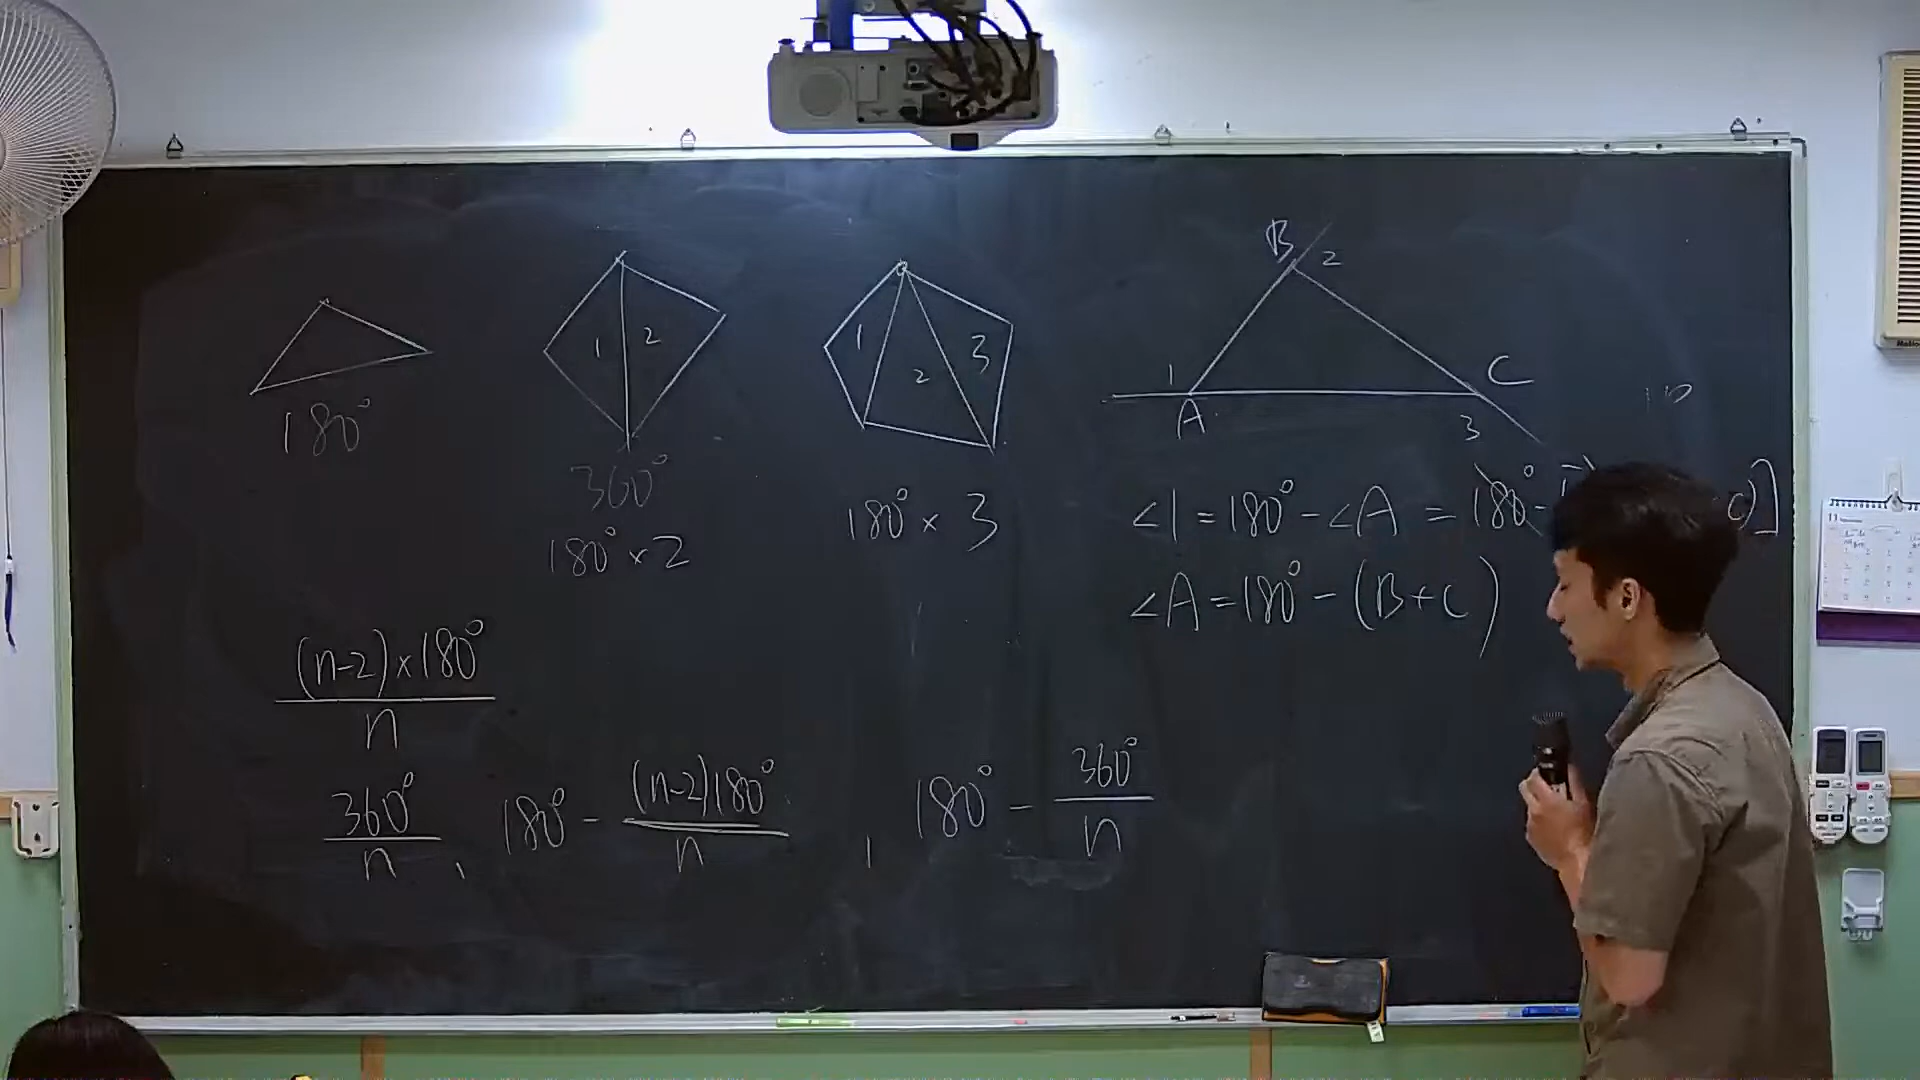 180°
1 2
360°
180° × 2
1 2 3
180° × 3
B 2
1 A
C
3
∠1 = 180° - ∠A = 180° - c)]
∠A = 180° - (B+C)
(n-2)×180°
n
360°
n , 180° - (n-2)180°
n , 180° - 360°
n